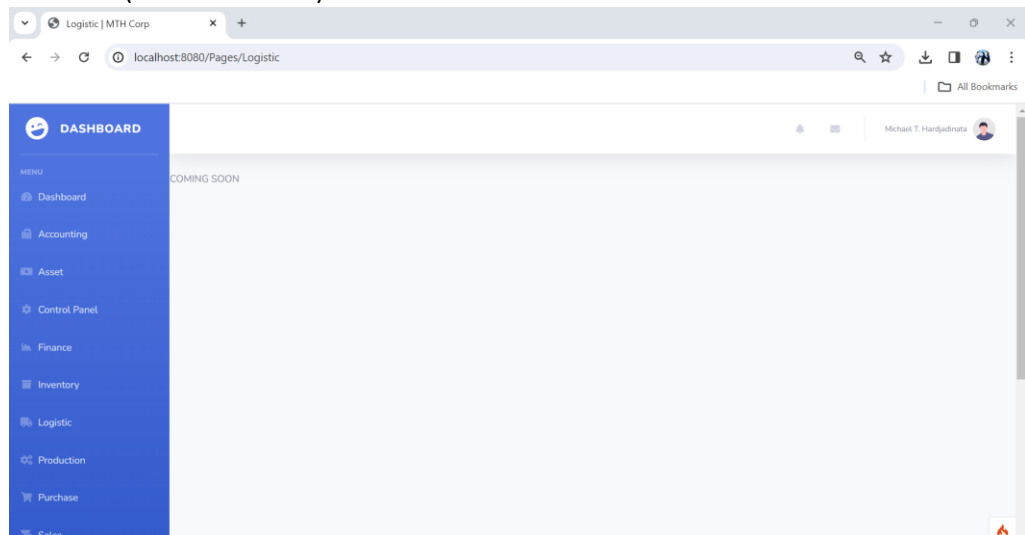 Logistic | MTH Corp
localhost:8080/Pages/Logistic
All Bookmarks
DASHBOARD
Michael T. Hardjadinata
MENU
COMING SOON
Dashboard
Accounting
Asset
Control Panel
Finance
Inventory
Logistic
Production
Purchase
Sales